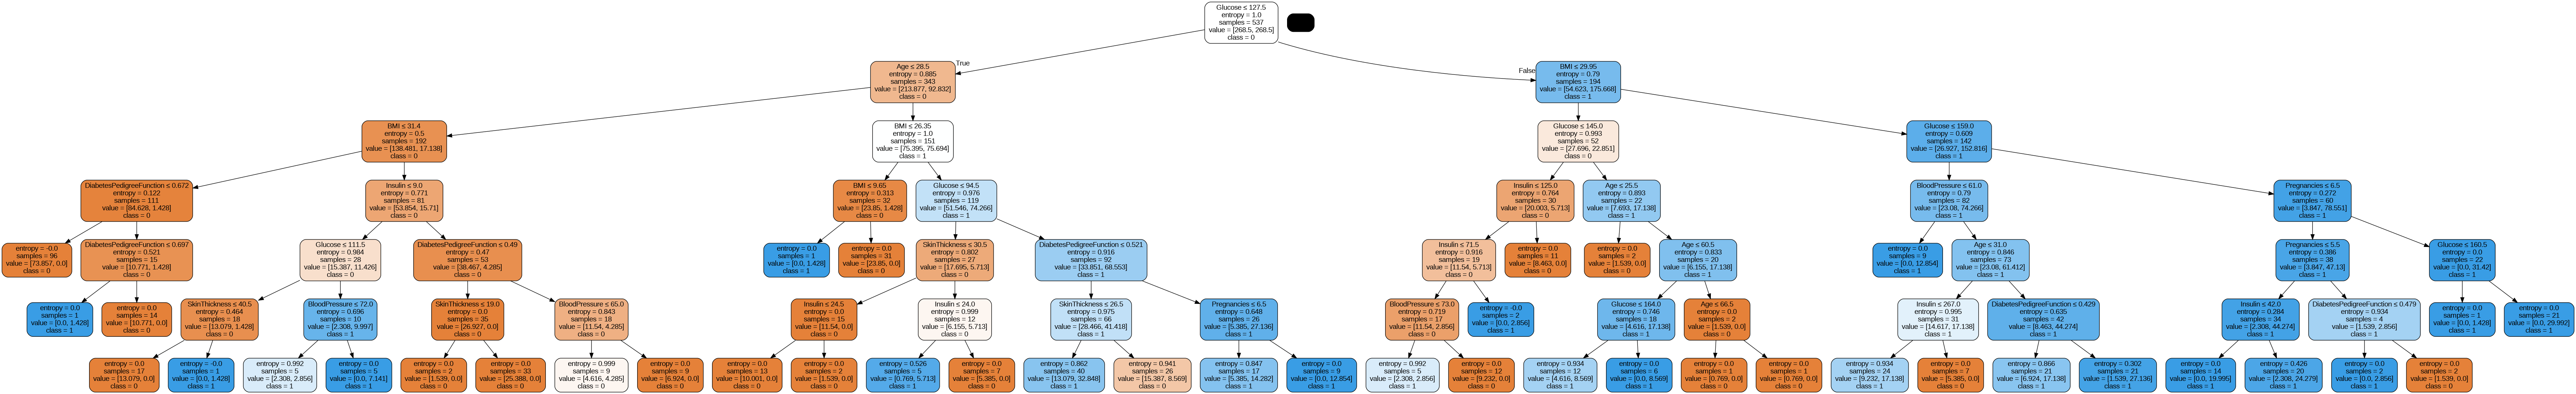 Glucose ≤ 127.5
entropy = 1.0
samples = 537
value = [268.5, 268.5]
class = 0
True
False
Age ≤ 28.5
entropy = 0.885
samples = 343
value = [213.877, 92.832]
class = 0
BMI ≤ 29.95
entropy = 0.79
samples = 194
value = [54.623, 175.668]
class = 1
BMI ≤ 31.4
entropy = 0.5
samples = 192
value = [138.481, 17.138]
class = 0
BMI ≤ 26.35
entropy = 1.0
samples = 151
value = [75.395, 75.694]
class = 1
Glucose ≤ 145.0
entropy = 0.993
samples = 52
value = [27.696, 22.851]
class = 0
Glucose ≤ 159.0
entropy = 0.609
samples = 142
value = [26.927, 152.816]
class = 1
DiabetesPedigreeFunction ≤ 0.672
entropy = 0.122
samples = 111
value = [84.628, 1.428]
class = 0
Insulin ≤ 9.0
entropy = 0.771
samples = 81
value = [53.854, 15.71]
class = 0
BMI ≤ 9.65
entropy = 0.313
samples = 32
value = [23.85, 1.428]
class = 0
Glucose ≤ 94.5
entropy = 0.976
samples = 119
value = [51.546, 74.266]
class = 1
Insulin ≤ 125.0
entropy = 0.764
samples = 30
value = [20.003, 5.713]
class = 0
Age ≤ 25.5
entropy = 0.893
samples = 22
value = [7.693, 17.138]
class = 1
BloodPressure ≤ 61.0
entropy = 0.79
samples = 82
value = [23.08, 74.266]
class = 1
Pregnancies ≤ 6.5
entropy = 0.272
samples = 60
value = [3.847, 78.551]
class = 1
entropy = -0.0
samples = 96
value = [73.857, 0.0]
class = 0
DiabetesPedigreeFunction ≤ 0.697
entropy = 0.521
samples = 15
value = [10.771, 1.428]
class = 0
Glucose ≤ 111.5
entropy = 0.984
samples = 28
value = [15.387, 11.426]
class = 0
DiabetesPedigreeFunction ≤ 0.49
entropy = 0.47
samples = 53
value = [38.467, 4.285]
class = 0
entropy = 0.0
samples = 1
value = [0.0, 1.428]
class = 1
entropy = 0.0
samples = 31
value = [23.85, 0.0]
class = 0
SkinThickness ≤ 30.5
entropy = 0.802
samples = 27
value = [17.695, 5.713]
class = 0
DiabetesPedigreeFunction ≤ 0.521
entropy = 0.916
samples = 92
value = [33.851, 68.553]
class = 1
Insulin ≤ 71.5
entropy = 0.915
samples = 19
value = [11.54, 5.713]
class = 0
entropy = 0.0
samples = 11
value = [8.463, 0.0]
class = 0
entropy = 0.0
samples = 2
value = [1.539, 0.0]
class = 0
Age ≤ 60.5
entropy = 0.833
samples = 20
value = [6.155, 17.138]
class = 1
entropy = 0.0
samples = 9
value = [0.0, 12.854]
class = 1
Age ≤ 31.0
entropy = 0.846
samples = 73
value = [23.08, 61.412]
class = 1
Pregnancies ≤ 5.5
entropy = 0.386
samples = 38
value = [3.847, 47.13]
class = 1
Glucose ≤ 160.5
entropy = 0.0
samples = 22
value = [0.0, 31.42]
class = 1
entropy = 0.0
samples = 1
value = [0.0, 1.428]
class = 1
entropy = 0.0
samples = 14
value = [10.771, 0.0]
class = 0
SkinThickness ≤ 40.5
entropy = 0.464
samples = 18
value = [13.079, 1.428]
class = 0
BloodPressure ≤ 72.0
entropy = 0.696
samples = 10
value = [2.308, 9.997]
class = 1
SkinThickness ≤ 19.0
entropy = 0.0
samples = 35
value = [26.927, 0.0]
class = 0
BloodPressure ≤ 65.0
entropy = 0.843
samples = 18
value = [11.54, 4.285]
class = 0
Insulin ≤ 24.5
entropy = 0.0
samples = 15
value = [11.54, 0.0]
class = 0
Insulin ≤ 24.0
entropy = 0.999
samples = 12
value = [6.155, 5.713]
class = 0
SkinThickness ≤ 26.5
entropy = 0.975
samples = 66
value = [28.466, 41.418]
class = 1
Pregnancies ≤ 6.5
entropy = 0.648
samples = 26
value = [5.385, 27.136]
class = 1
BloodPressure ≤ 73.0
entropy = 0.719
samples = 17
value = [11.54, 2.856]
class = 0
entropy = -0.0
samples = 2
value = [0.0, 2.856]
class = 1
Glucose ≤ 164.0
entropy = 0.746
samples = 18
value = [4.616, 17.138]
class = 1
Age ≤ 66.5
entropy = 0.0
samples = 2
value = [1.539, 0.0]
class = 0
Insulin ≤ 267.0
entropy = 0.995
samples = 31
value = [14.617, 17.138]
class = 1
DiabetesPedigreeFunction ≤ 0.429
entropy = 0.635
samples = 42
value = [8.463, 44.274]
class = 1
Insulin ≤ 42.0
entropy = 0.284
samples = 34
value = [2.308, 44.274]
class = 1
DiabetesPedigreeFunction ≤ 0.479
entropy = 0.934
samples = 4
value = [1.539, 2.856]
class = 1
entropy = 0.0
samples = 1
value = [0.0, 1.428]
class = 1
entropy = 0.0
samples = 21
value = [0.0, 29.992]
class = 1
entropy = 0.0
samples = 17
value = [13.079, 0.0]
class = 0
entropy = -0.0
samples = 1
value = [0.0, 1.428]
class = 1
entropy = 0.992
samples = 5
value = [2.308, 2.856]
class = 1
entropy = 0.0
samples = 5
value = [0.0, 7.141]
class = 1
entropy = 0.0
samples = 2
value = [1.539, 0.0]
class = 0
entropy = 0.0
samples = 33
value = [25.388, 0.0]
class = 0
entropy = 0.999
samples = 9
value = [4.616, 4.285]
class = 0
entropy = 0.0
samples = 9
value = [6.924, 0.0]
class = 0
entropy = 0.0
samples = 13
value = [10.001, 0.0]
class = 0
entropy = 0.0
samples = 2
value = [1.539, 0.0]
class = 0
entropy = 0.526
samples = 5
value = [0.769, 5.713]
class = 1
entropy = 0.0
samples = 7
value = [5.385, 0.0]
class = 0
entropy = 0.862
samples = 40
value = [13.079, 32.848]
class = 1
entropy = 0.941
samples = 26
value = [15.387, 8.569]
class = 0
entropy = 0.847
samples = 17
value = [5.385, 14.282]
class = 1
entropy = 0.0
samples = 9
value = [0.0, 12.854]
class = 1
entropy = 0.992
samples = 5
value = [2.308, 2.856]
class = 1
entropy = 0.0
samples = 12
value = [9.232, 0.0]
class = 0
entropy = 0.934
samples = 12
value = [4.616, 8.569]
class = 1
entropy = 0.0
samples = 6
value = [0.0, 8.569]
class = 1
entropy = 0.0
samples = 1
value = [0.769, 0.0]
class = 0
entropy = 0.0
samples = 1
value = [0.769, 0.0]
class = 0
entropy = 0.934
samples = 24
value = [9.232, 17.138]
class = 1
entropy = 0.0
samples = 7
value = [5.385, 0.0]
class = 0
entropy = 0.866
samples = 21
value = [6.924, 17.138]
class = 1
entropy = 0.302
samples = 21
value = [1.539, 27.136]
class = 1
entropy = 0.0
samples = 14
value = [0.0, 19.995]
class = 1
entropy = 0.426
samples = 20
value = [2.308, 24.279]
class = 1
entropy = 0.0
samples = 2
value = [0.0, 2.856]
class = 1
entropy = 0.0
samples = 2
value = [1.539, 0.0]
class = 0